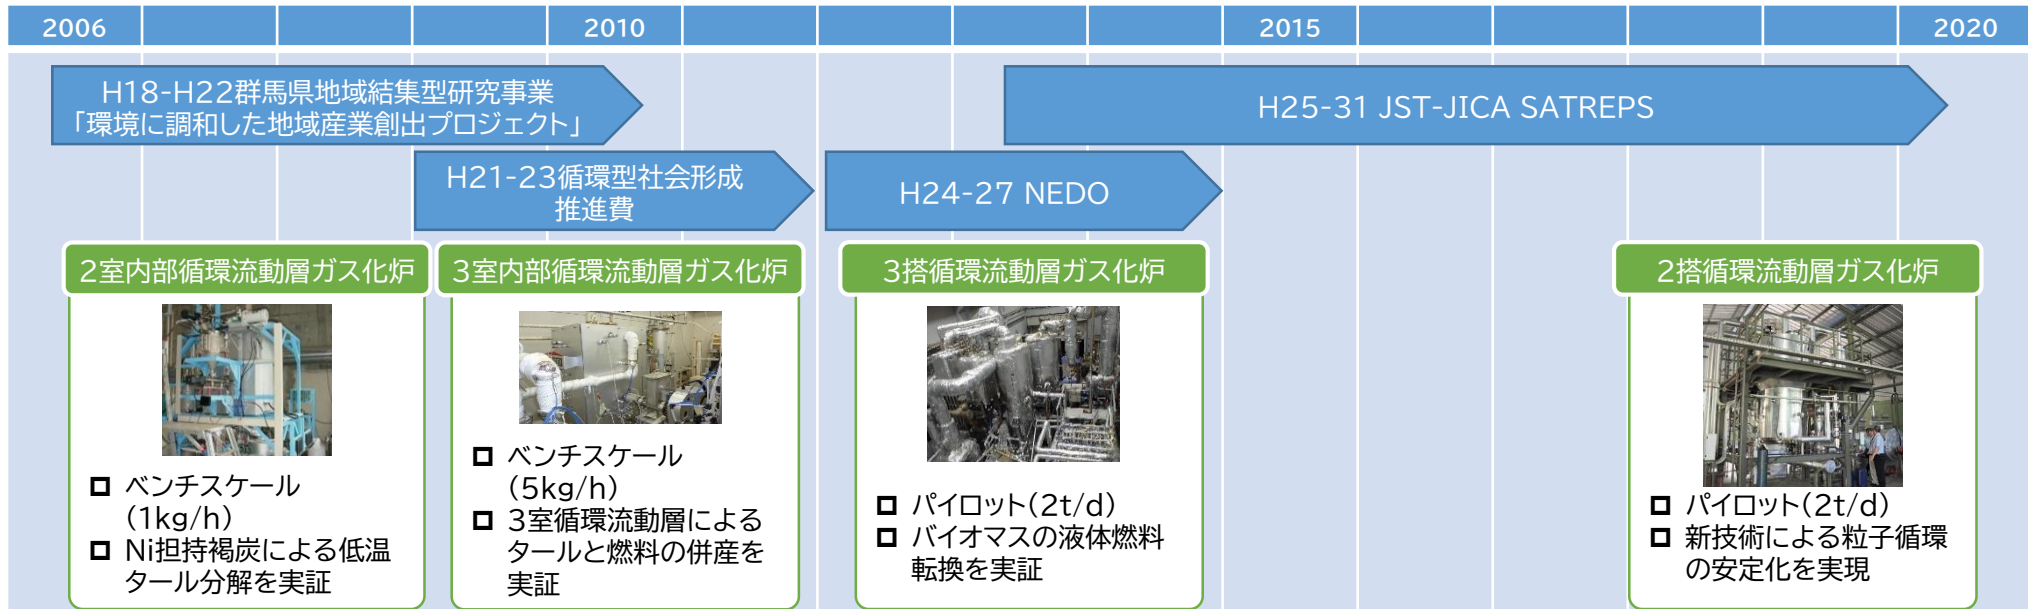 2006
2010
2015
2020
H18-H22群馬県地域結集型研究事業
「環境に調和した地域産業創出プロジェクト」
H25-31 JST-JICA SATREPS
H21-23循環型社会形成
推進費
H24-27 NEDO
2室内部循環流動層ガス化炉
ベンチスケール
(1kg/h)
Ni担持褐炭による低温
タール分解を実証
3室内部循環流動層ガス化炉
ベンチスケール
(5kg/h)
3室循環流動層による
タールと燃料の併産を
実証
3搭循環流動層ガス化炉
パイロット(2t/d)
バイオマスの液体燃料
転換を実証
2搭循環流動層ガス化炉
パイロット(2t/d)
新技術による粒子循環
の安定化を実現